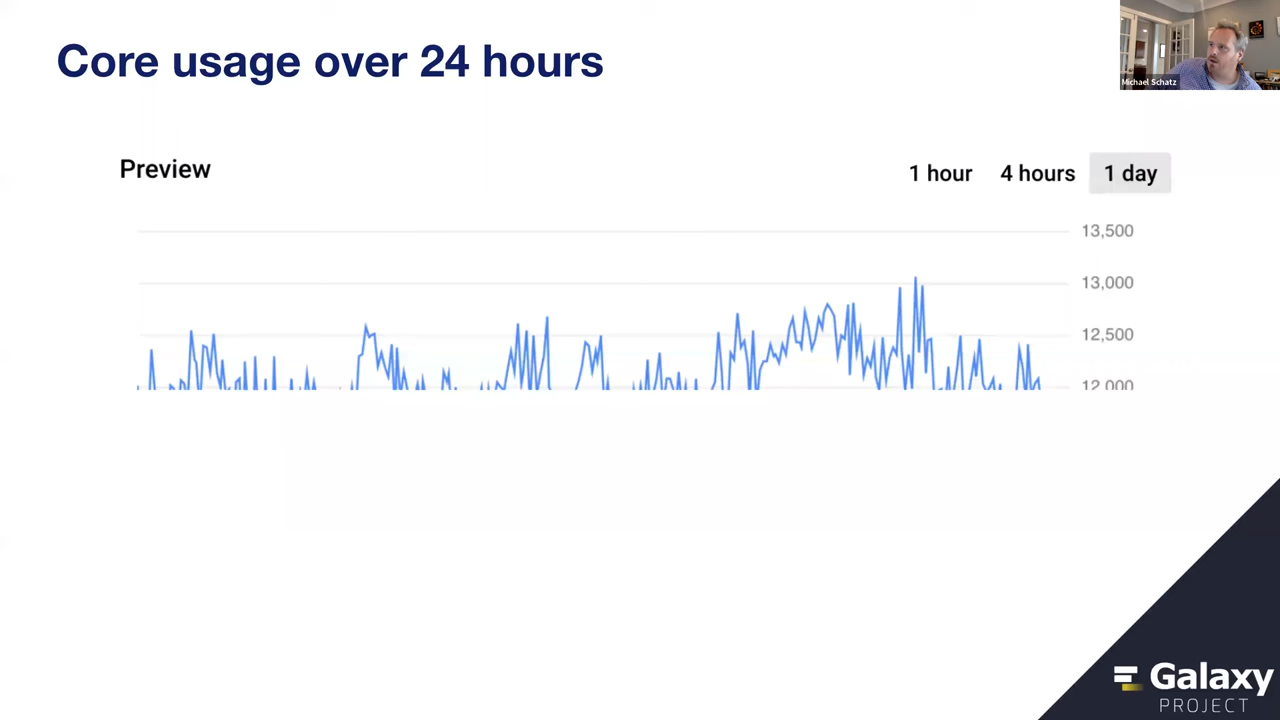 Core usage over 24 hours
Michael Schatz
Preview
1 hour 4 hours 1 day
13,500
13,000
12,500
12,000
Galaxy
PROJECT